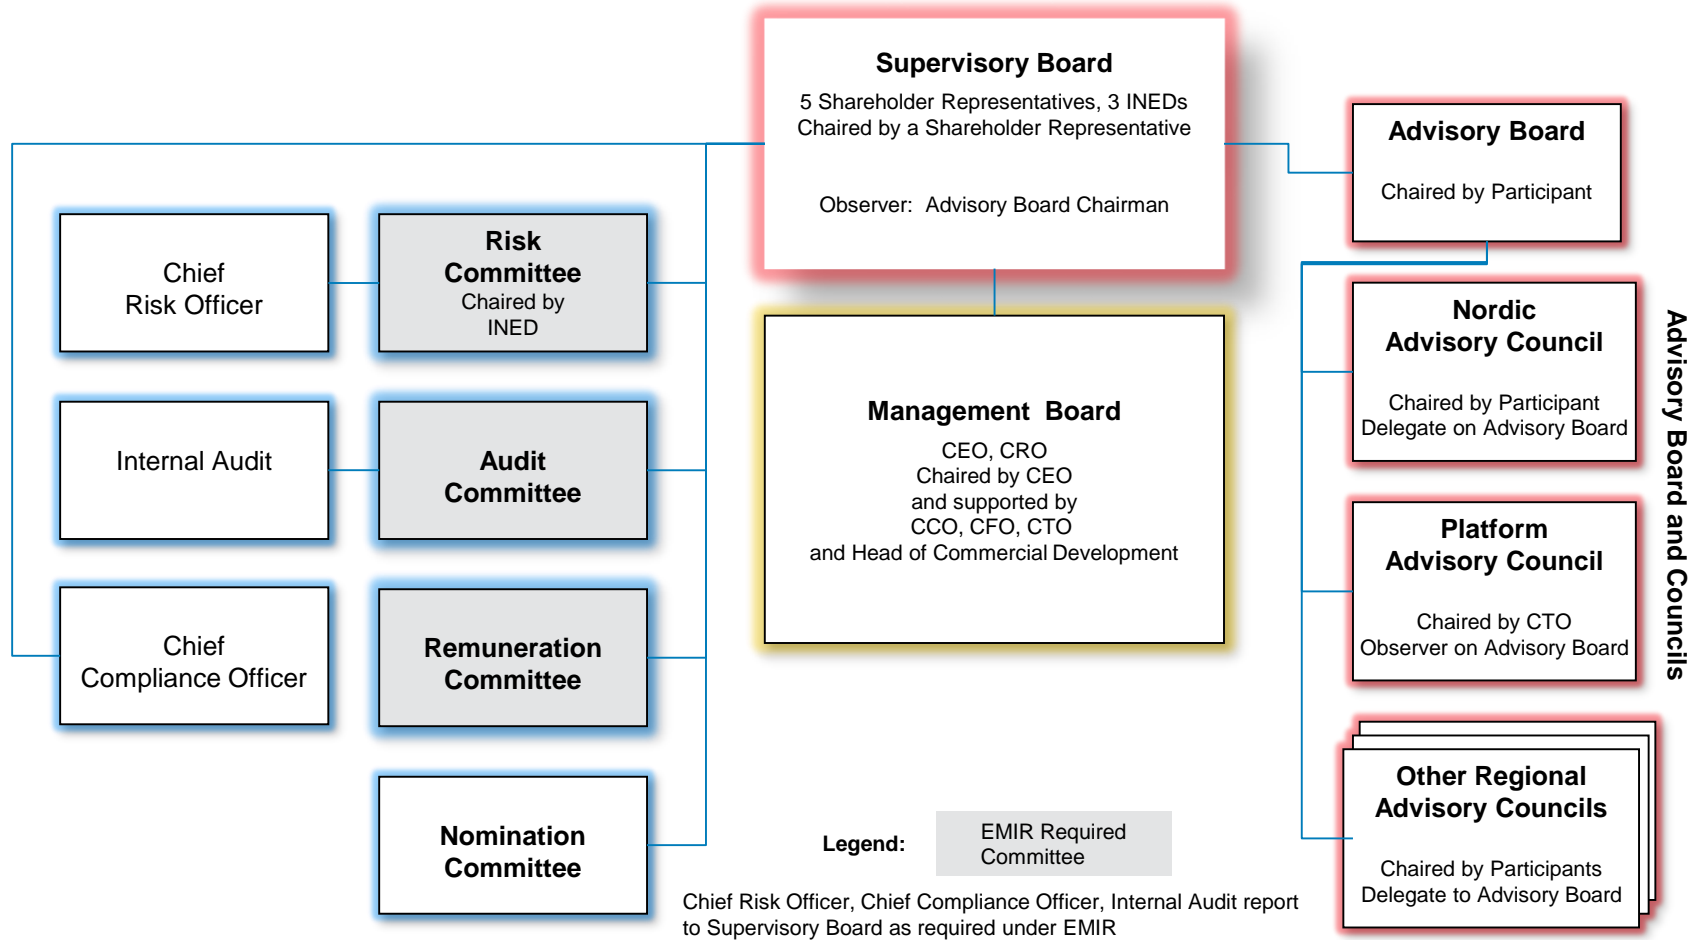 Supervisory Board
5 Shareholder Representatives, 3 INEDs
Chaired by a Shareholder Representative
Observer: Advisory Board Chairman
Advisory Board
Chaired by Participant
Chief
Risk Officer
Risk
Committee
Chaired by
INED
Internal Audit
Audit
Committee
Chief
Compliance Officer
Remuneration
Committee
Nomination
Committee
Management Board
CEO, CRO
Chaired by CEO
and supported by
CCO, CFO, CTO
and Head of Commercial Development
Nordic
Advisory Council
Chaired by Participant
Delegate on Advisory Board
Platform
Advisory Council
Chaired by CTO
Observer on Advisory Board
Other Regional
Advisory Councils
Chaired by Participants
Delegate to Advisory Board
Advisory Board and Councils
Legend:
EMIR Required
Committee
Chief Risk Officer, Chief Compliance Officer, Internal Audit report
to Supervisory Board as required under EMIR